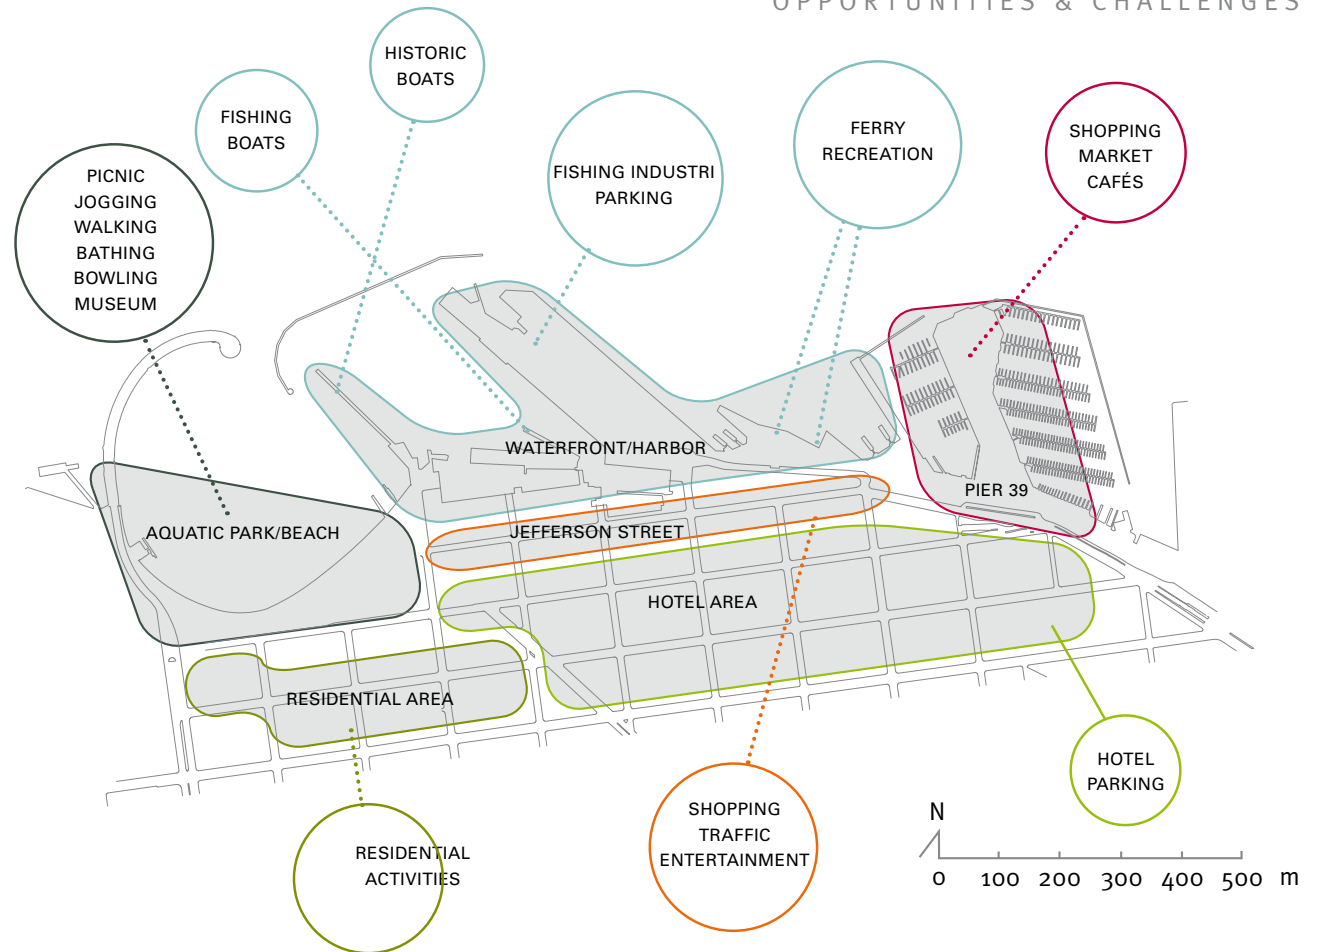 OPPORTUNITIES & CHALLENGES
HISTORIC
BOATS
FISHING
BOATS
FERRY
RECREATION
SHOPPING
MARKET
CAFÉS
FISHING INDUSTRI
PARKING
PICNIC
JOGGING
WALKING
BATHING
BOWLING
MUSEUM
WATERFRONT/HARBOR
PIER 39
AQUATIC PARK/BEACH
JEFFERSON STREET
HOTEL AREA
RESIDENTIAL AREA
HOTEL
PARKING
SHOPPING
TRAFFIC
ENTERTAINMENT
RESIDENTIAL
ACTIVITIES
N
0 100 200 300 400 500 m